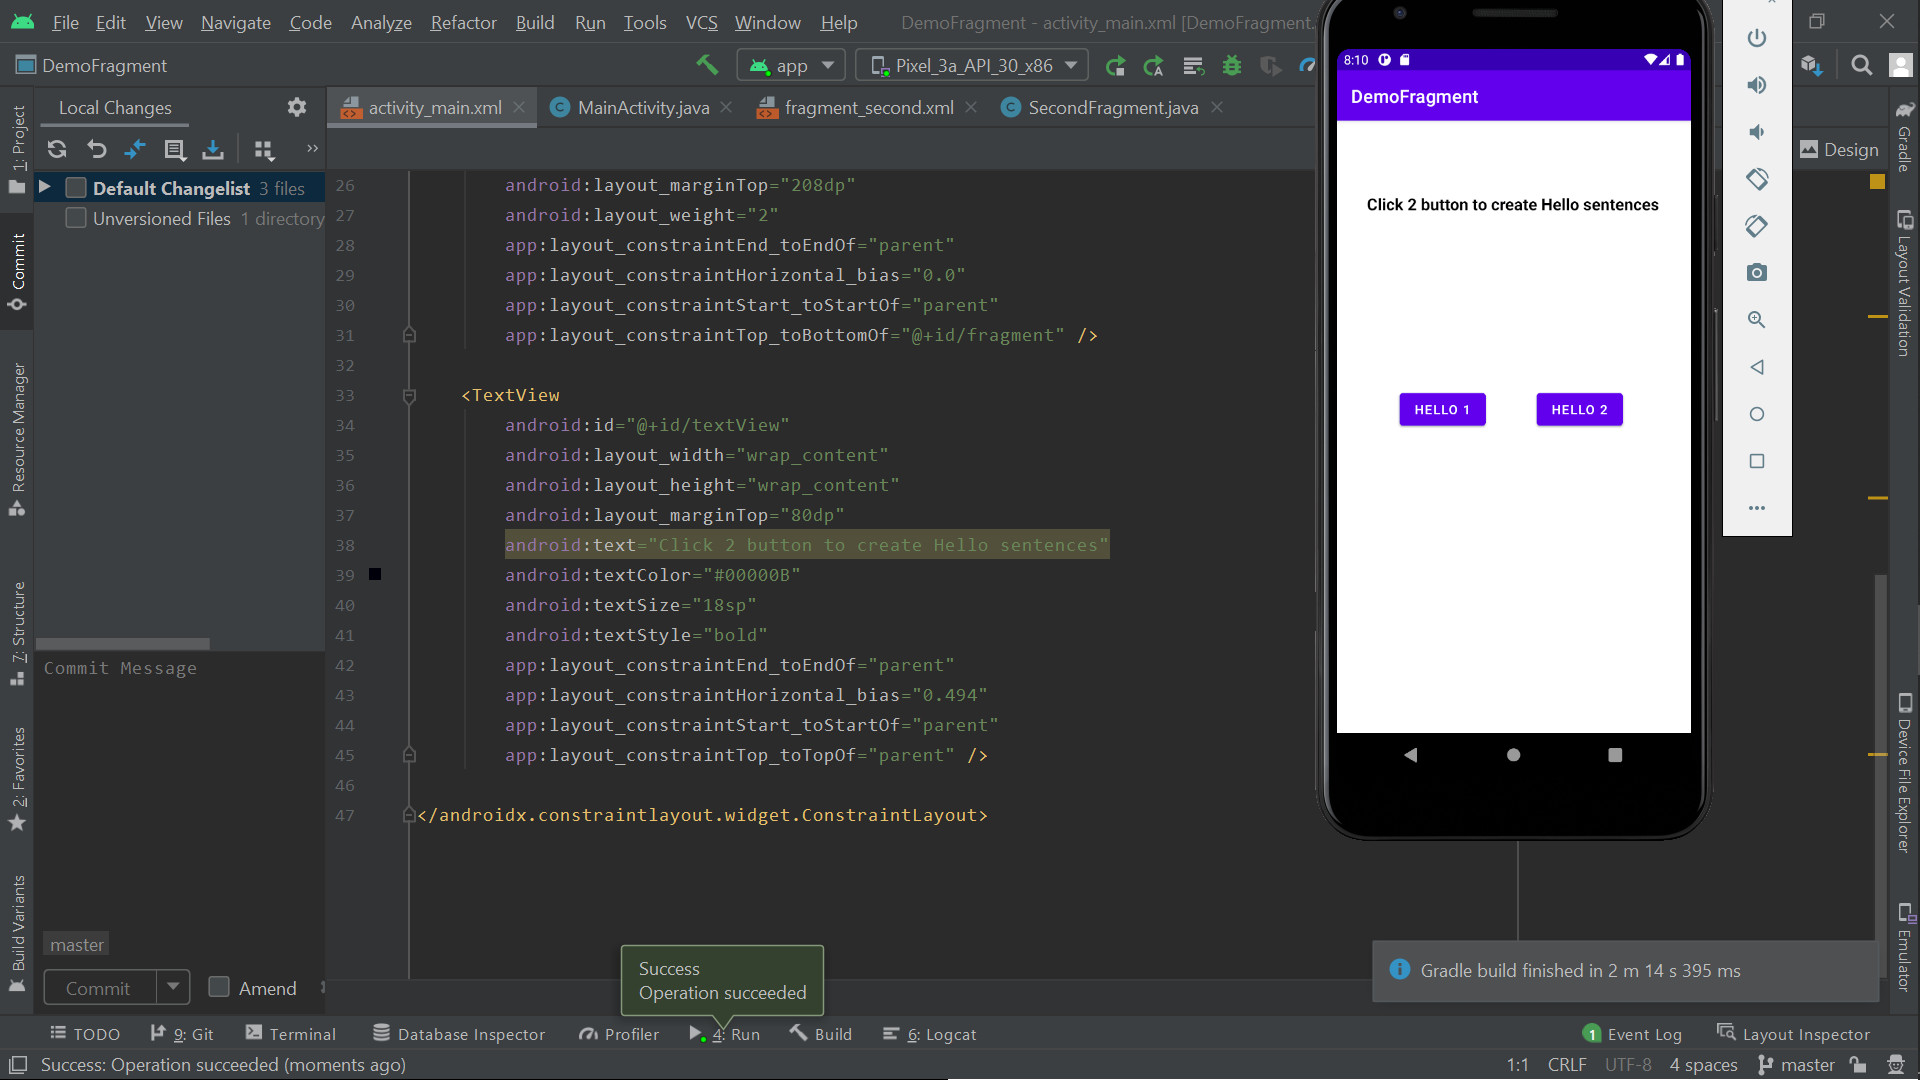 File Edit View Navigate Code Analyze Refactor Build Run Tools VCS Window Help DemoFragment - activity_main.xml [DemoFragment...
DemoFragment app Pixel_3a_API_30_x86
Local Changes
activity_main.xml MainActivity.java fragment_second.xml SecondFragment.java
Design
Default Changelist 3 files
Unversioned Files 1 directory
26 android:layout_marginTop="208dp"
27 android:layout_weight="2"
28 app:layout_constraintEnd_toEndOf="parent"
29 app:layout_constraintHorizontal_bias="0.0"
30 app:layout_constraintStart_toStartOf="parent"
31 app:layout_constraintTop_toBottomOf="@+id/fragment" />
32
33 <TextView
34 android:id="@+id/textView"
35 android:layout_width="wrap_content"
36 android:layout_height="wrap_content"
37 android:layout_marginTop="80dp"
38 android:text="Click 2 button to create Hello sentences"
39 android:textColor="#00000B"
40 android:textSize="18sp"
41 android:textStyle="bold"
42 app:layout_constraintEnd_toEndOf="parent"
43 app:layout_constraintHorizontal_bias="0.494"
44 app:layout_constraintStart_toStartOf="parent"
45 app:layout_constraintTop_toTopOf="parent" />
46
47 </androidx.constraintlayout.widget.ConstraintLayout>
1: Project
Commit
Resource Manager
7: Structure
2: Favorites
Build Variants
Commit Message
master
Commit Amend
8:10
DemoFragment
Click 2 button to create Hello sentences
HELLO 1 HELLO 2
Gradle
Layout Validation
Device File Explorer
Emulator
Success
Operation succeeded
Gradle build finished in 2 m 14 s 395 ms
TODO 9: Git Terminal Database Inspector Profiler 4: Run Build 6: Logcat 1 Event Log Layout Inspector
Success: Operation succeeded (moments ago) 1:1 CRLF UTF-8 4 spaces master